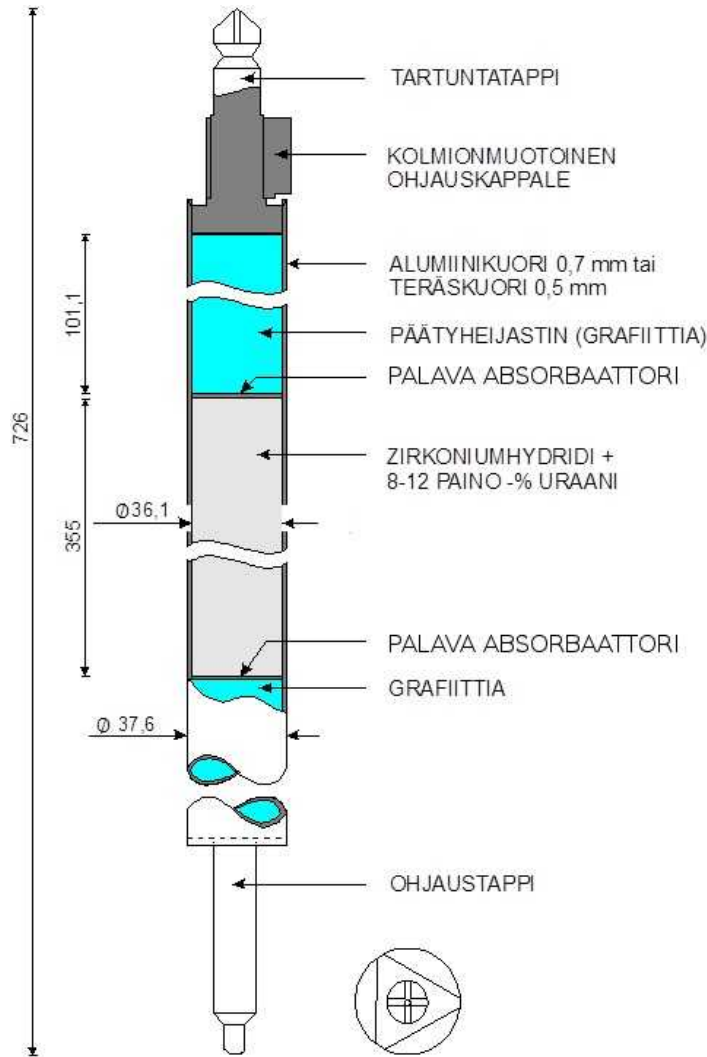 TARTUNTATAPPI
KOLMIONMUOTOINEN
OHJAUSKAPPALE
ALUMIINIKUORI 0,7 mm tai
TERÄSKUORI 0,5 mm
101,1
PÄÄTYHEIJASTIN (GRAFIITTIA)
PALAVA ABSORBAATTORI
726
ZIRKONIUMHYDRIDI +
8-12 PAINO -% URAANI
Ø36,1
355
PALAVA ABSORBAATTORI
GRAFIITTIA
Ø 37,6
OHJAUSTAPPI